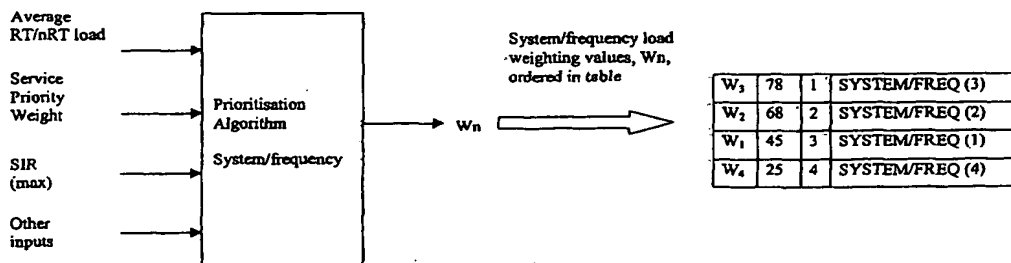 Average
RT/nRT load
Service
Priority
Weight
SIR
(max)
Other
inputs
Prioritisation
Algorithm
System/frequency
Wn
System/frequency load
weighting values, Wn,
ordered in table
W3 78 1 SYSTEM/FREQ (3)
W2 68 2 SYSTEM/FREQ (2)
W1 45 3 SYSTEM/FREQ (1)
W4 25 4 SYSTEM/FREQ (4)